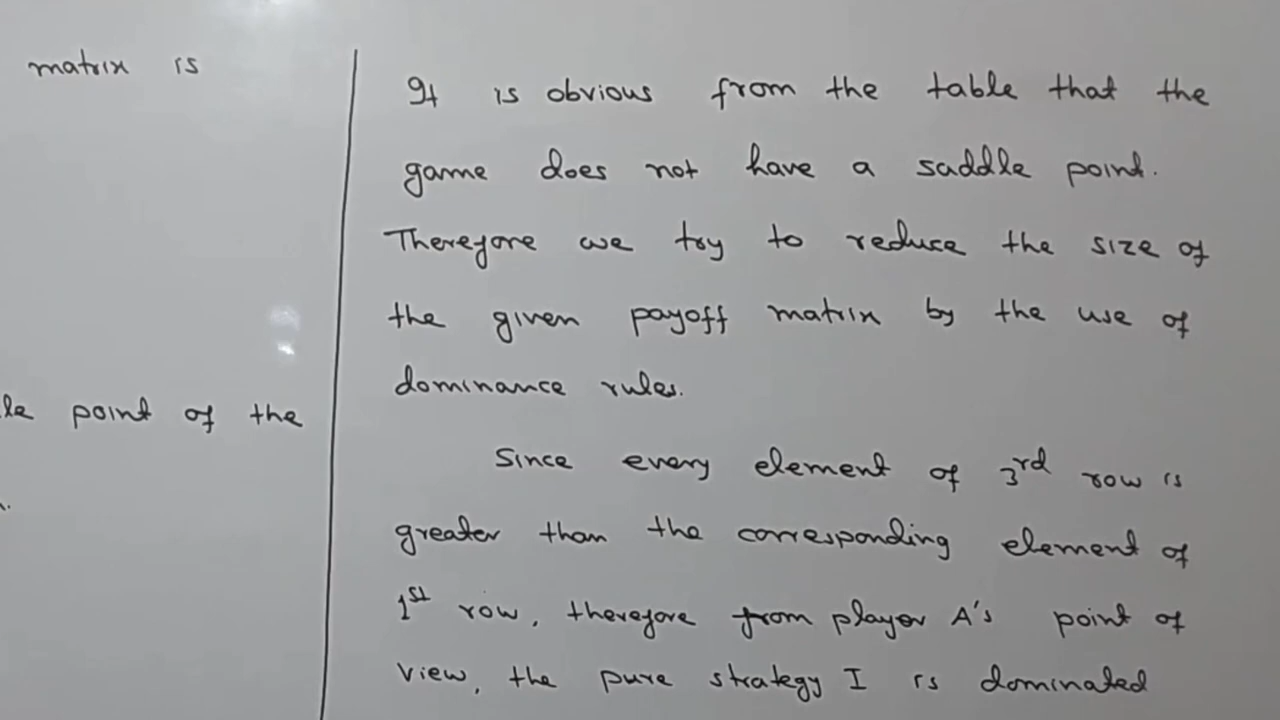 matrix is
le point of the
It is obvious from the table that the
game does not have a saddle point.
Therefore we try to reduce the size of
the given payoff matrix by the use of
dominance rules.
Since every element of 3rd row is
greater than the corresponding element of
1st row, therefore from player A's point of
view, the pure strategy I is dominated